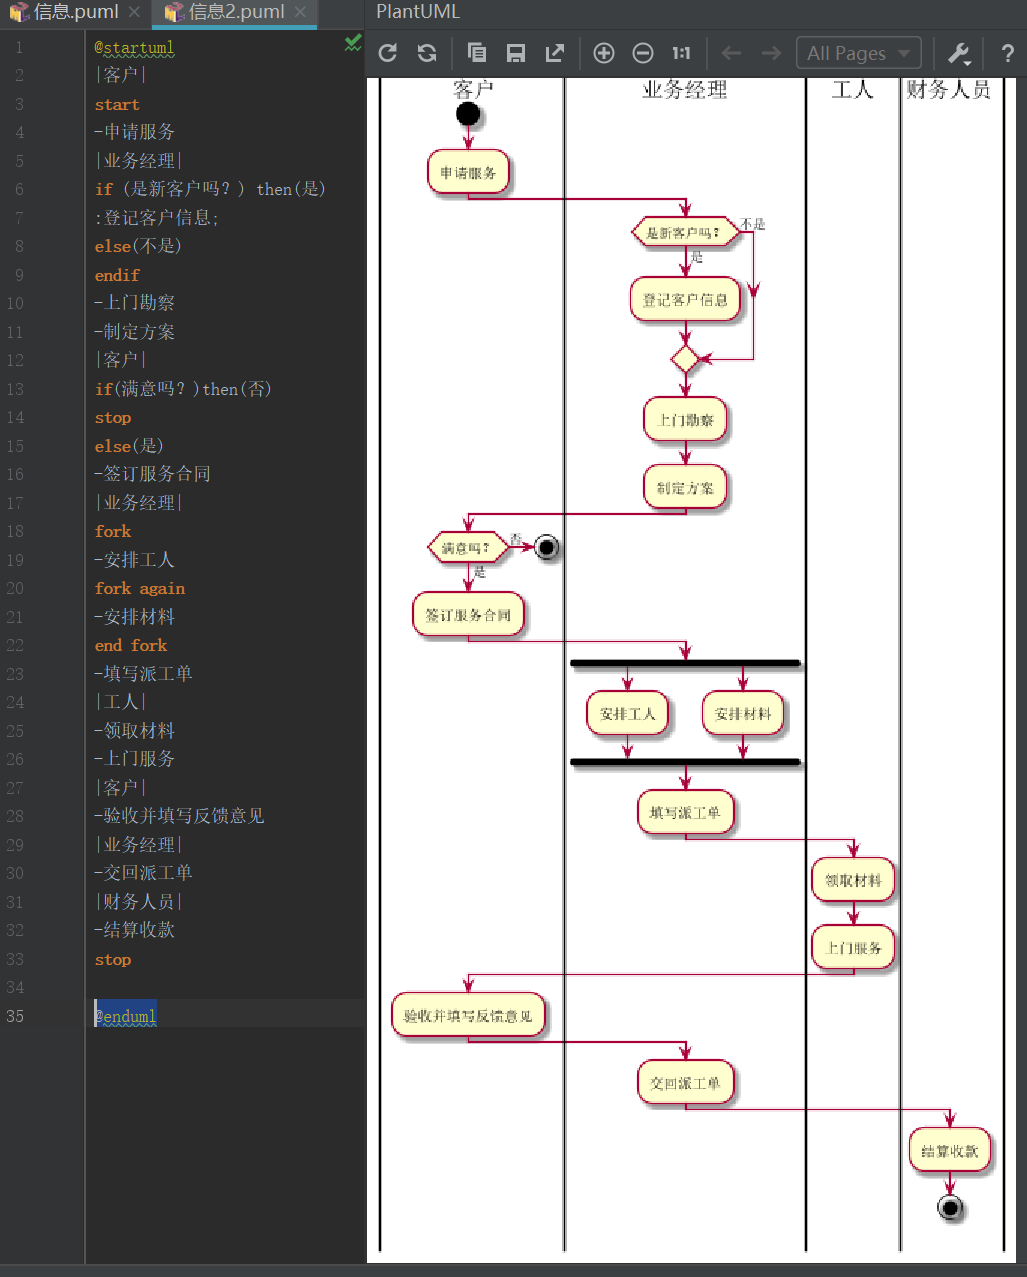 信息.puml
信息2.puml
PlantUML
1 @startuml
2 |客户|
3 start
4 -申请服务
5 |业务经理|
6 if (是新客户吗？) then(是)
7 :登记客户信息;
8 else(不是)
9 endif
10 -上门勘察
11 -制定方案
12 |客户|
13 if(满意吗？)then(否)
14 stop
15 else(是)
16 -签订服务合同
17 |业务经理|
18 fork
19 -安排工人
20 fork again
21 -安排材料
22 end fork
23 -填写派工单
24 |工人|
25 -领取材料
26 -上门服务
27 |客户|
28 -验收并填写反馈意见
29 |业务经理|
30 -交回派工单
31 |财务人员|
32 -结算收款
33 stop
34
35 @enduml
1:1
All Pages
?
客户 业务经理 工人 财务人员
申请服务
是新客户吗？ 不是
是
登记客户信息
上门勘察
制定方案
满意吗？ 否
是
签订服务合同
安排工人 安排材料
填写派工单
领取材料
上门服务
验收并填写反馈意见
交回派工单
结算收款